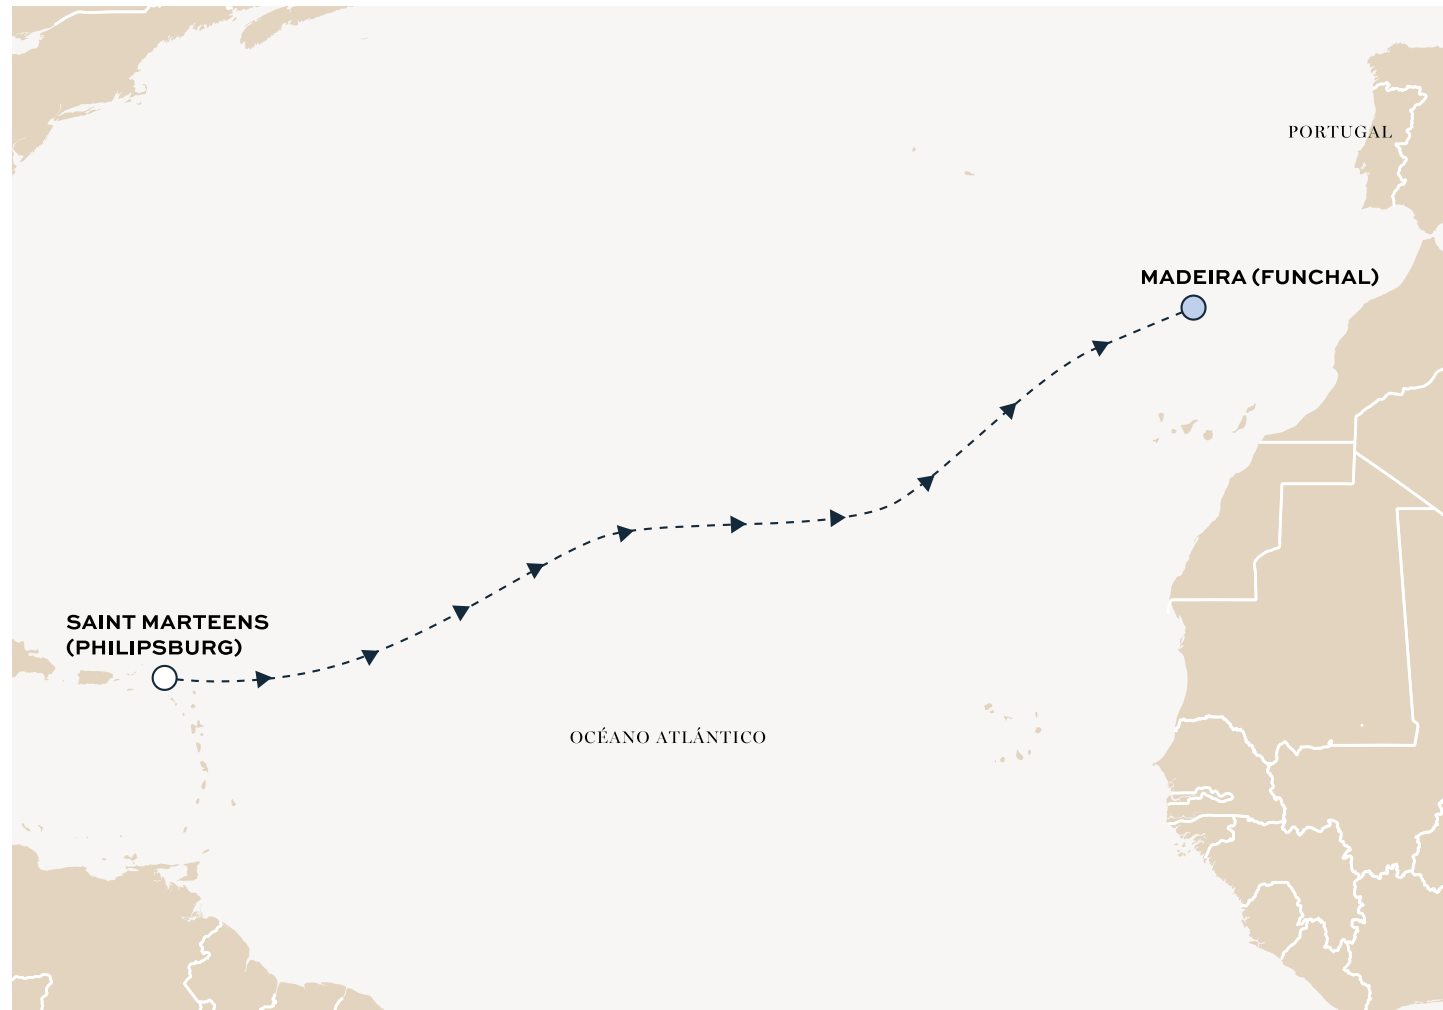 PORTUGAL
MADEIRA (FUNCHAL)
SAINT MARTEENS
(PHILIPSBURG)
OCÉANO ATLÁNTICO